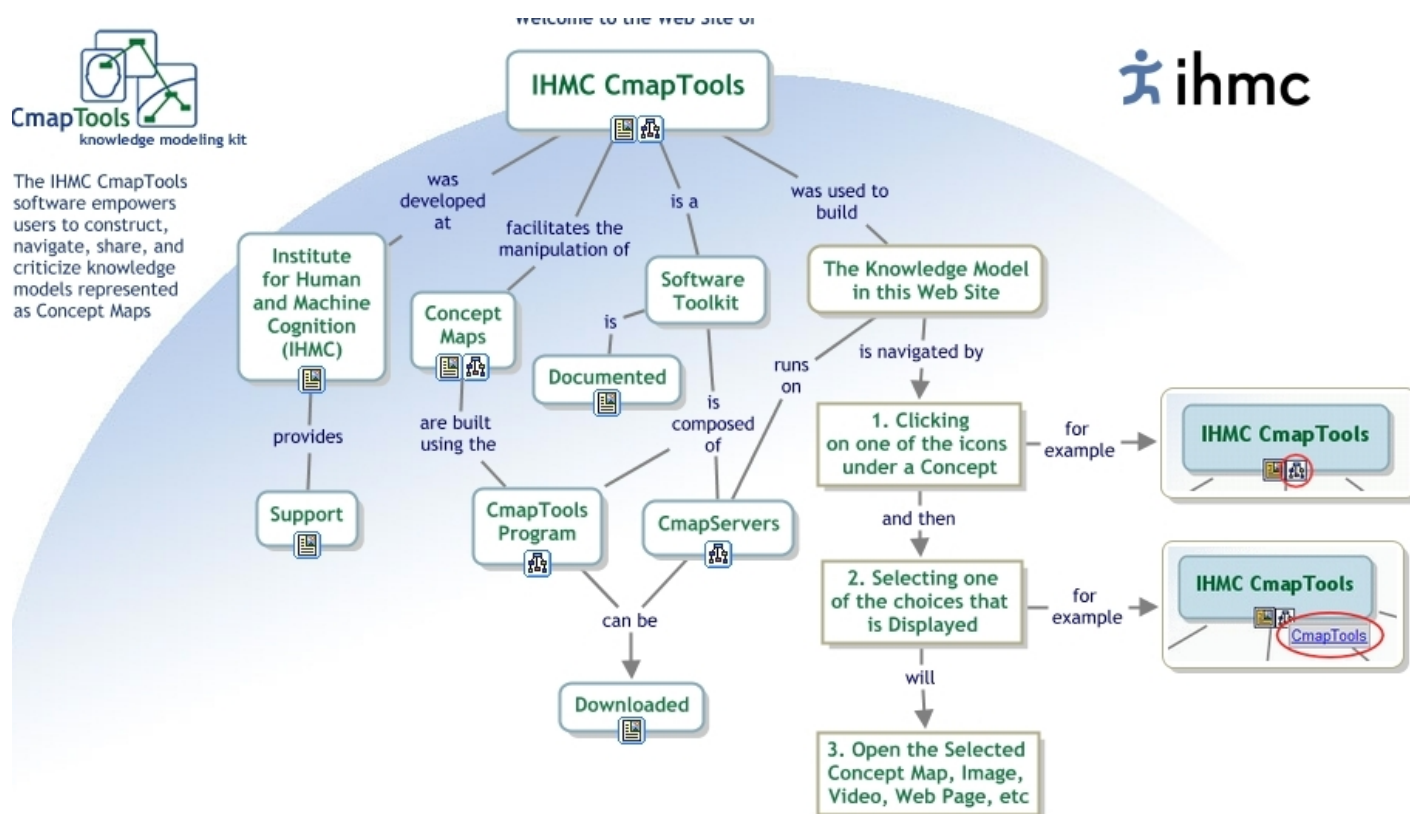 Welcome to the Web Site of
IHMC CmapTools
CmapTools
knowledge modeling kit
ihmc
The IHMC CmapTools
software empowers
users to construct,
navigate, share, and
criticize knowledge
models represented
as Concept Maps
was
developed
at
facilitates the
manipulation of
is a
was used to
build
Institute
for Human
and Machine
Cognition
(IHMC)
Concept
Maps
Software
Toolkit
The Knowledge Model
in this Web Site
is
Documented
runs
on
is navigated by
provides
are built
using the
is
composed
of
1. Clicking
on one of the icons
under a Concept
for
example
IHMC CmapTools
Support
CmapTools
Program
CmapServers
and then
can be
2. Selecting one
of the choices that
is Displayed
for
example
IHMC CmapTools
CmapTools
will
Downloaded
3. Open the Selected
Concept Map, Image,
Video, Web Page, etc